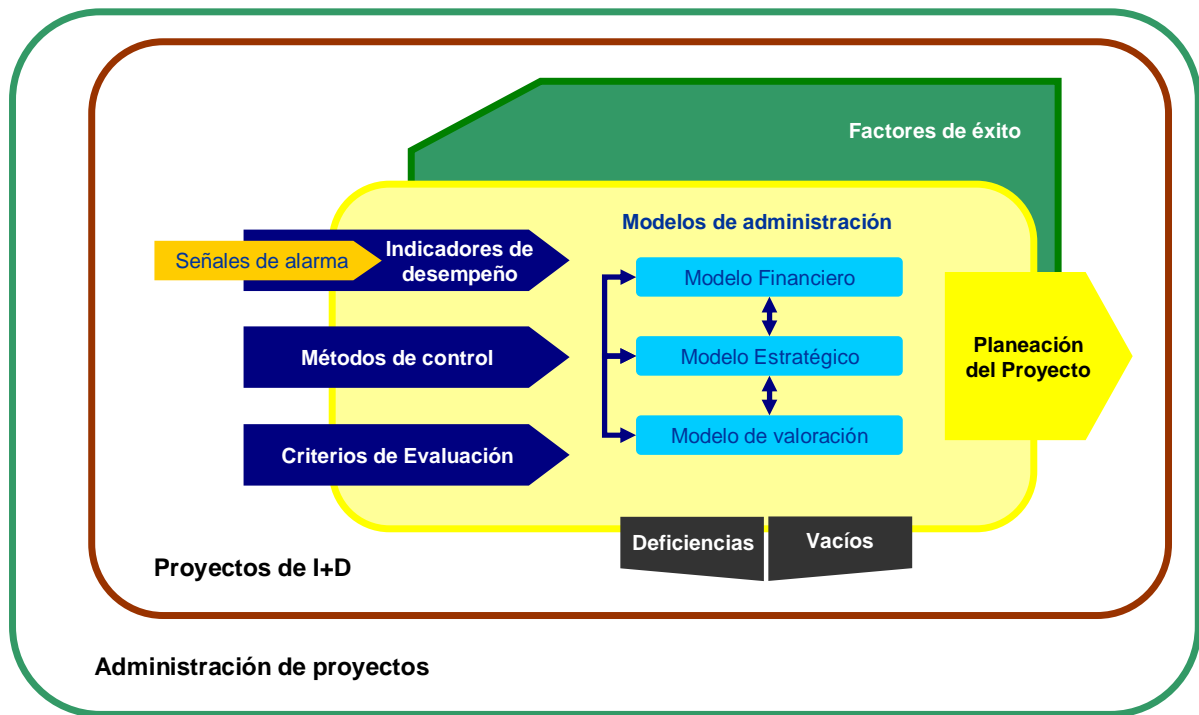 Factores de éxito
Modelos de administración
Señales de alarma
Indicadores de
desempeño
Modelo Financiero
Métodos de control
Modelo Estratégico
Planeación
del Proyecto
Criterios de Evaluación
Modelo de valoración
Deficiencias
Vacíos
Proyectos de I+D
Administración de proyectos